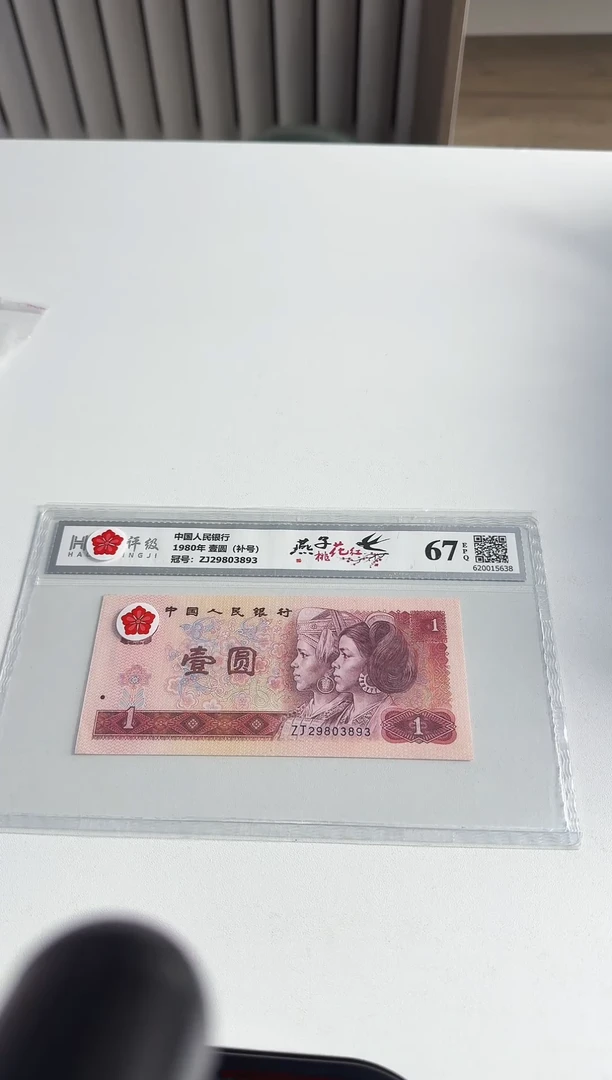 评级
中国人民银行
1980年 壹圆（补号）
冠号：ZJ29803893
燕子
桃花红
67
EPQ
620015638
中国人民银行
壹圆
1
1
1
ZJ29803893